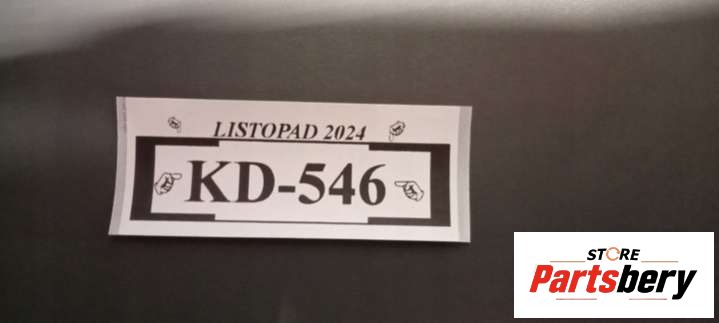 LISTOPAD 2024
KD-546
STORE
Partsbery